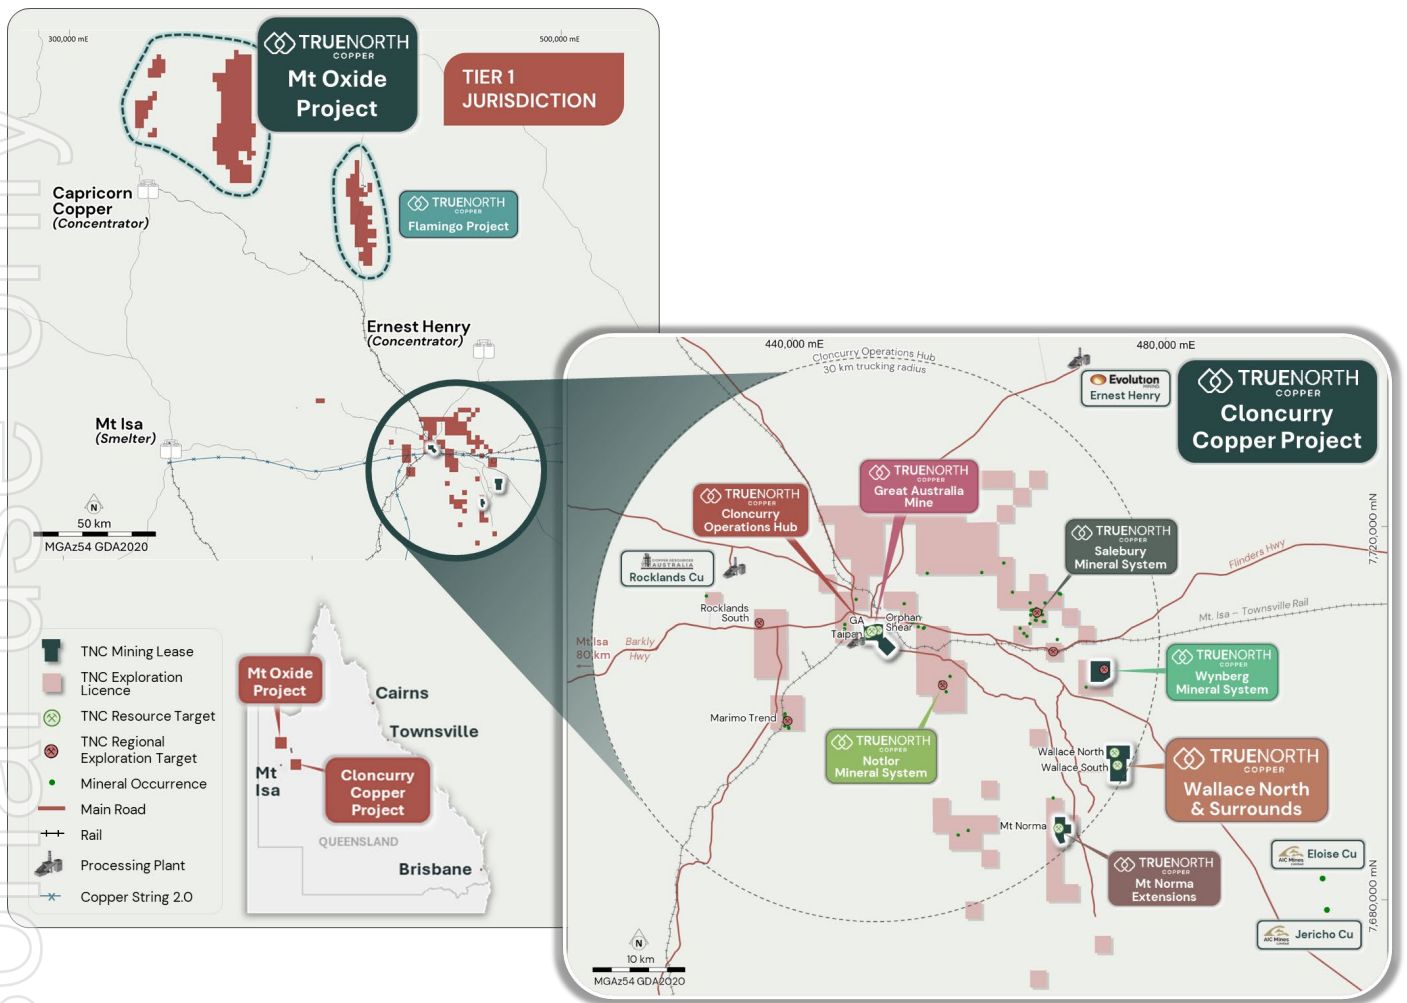 300,000 mE
500,000 mE
TRUENORTH
COPPER
Mt Oxide
Project
TIER 1
JURISDICTION
Capricorn
Copper
(Concentrator)
TRUENORTH
COPPER
Flamingo Project
Ernest Henry
(Concentrator)
Mt Isa
(Smelter)
N
50 km
MGAz54 GDA2020
TNC Mining Lease
TNC Exploration
Licence
TNC Resource Target
TNC Regional
Exploration Target
Mineral Occurrence
Main Road
Rail
Processing Plant
Copper String 2.0
Mt Oxide
Project
Cairns
Townsville
Mt
Isa
Cloncurry
Copper
Project
QUEENSLAND
Brisbane
440,000 mE
480,000 mE
Cloncurry Operations Hub
30 km trucking radius
Evolution
MINING
Ernest Henry
TRUENORTH
COPPER
Cloncurry
Copper Project
TRUENORTH
COPPER
Cloncurry
Operations Hub
TRUENORTH
COPPER
Great Australia
Mine
TRUENORTH
COPPER
Salebury
Mineral System
7,720,000 mN
Flinders Hwy
AUSTRALIA
Rocklands Cu
Rocklands
South
GA
Orphan
Shear
Taipan
Mt. Isa – Townsville Rail
Mt Isa
80 km
Barkly
Hwy
TRUENORTH
COPPER
Wynberg
Mineral System
Marimo Trend
TRUENORTH
COPPER
Notlor
Mineral System
Wallace North
Wallace South
TRUENORTH
COPPER
Wallace North
& Surrounds
Mt Norma
TRUENORTH
COPPER
Mt Norma
Extensions
AIC Mines
Eloise Cu
AIC Mines
Jericho Cu
7,680,000 mN
N
10 km
MGAz54 GDA2020